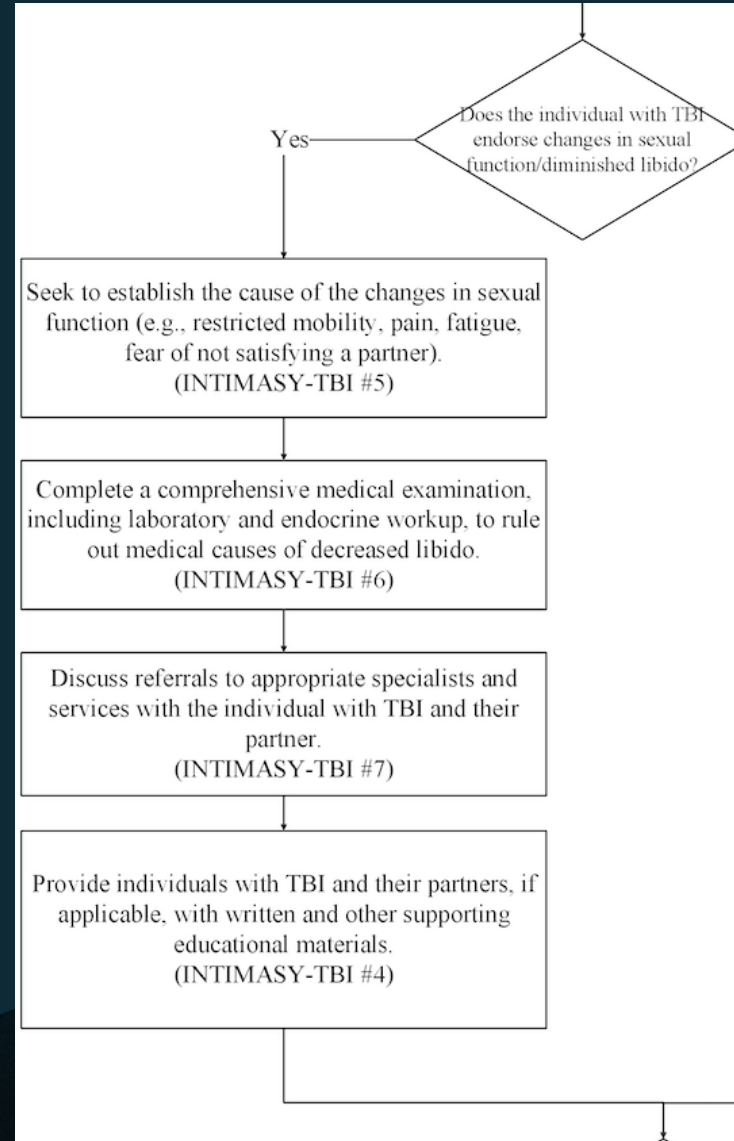 Does the individual with TBI
endorse changes in sexual
function/diminished libido?
Yes
Seek to establish the cause of the changes in sexual
function (e.g., restricted mobility, pain, fatigue,
fear of not satisfying a partner).
(INTIMASY-TBI #5)
Complete a comprehensive medical examination,
including laboratory and endocrine workup, to rule
out medical causes of decreased libido.
(INTIMASY-TBI #6)
Discuss referrals to appropriate specialists and
services with the individual with TBI and their
partner.
(INTIMASY-TBI #7)
Provide individuals with TBI and their partners, if
applicable, with written and other supporting
educational materials.
(INTIMASY-TBI #4)